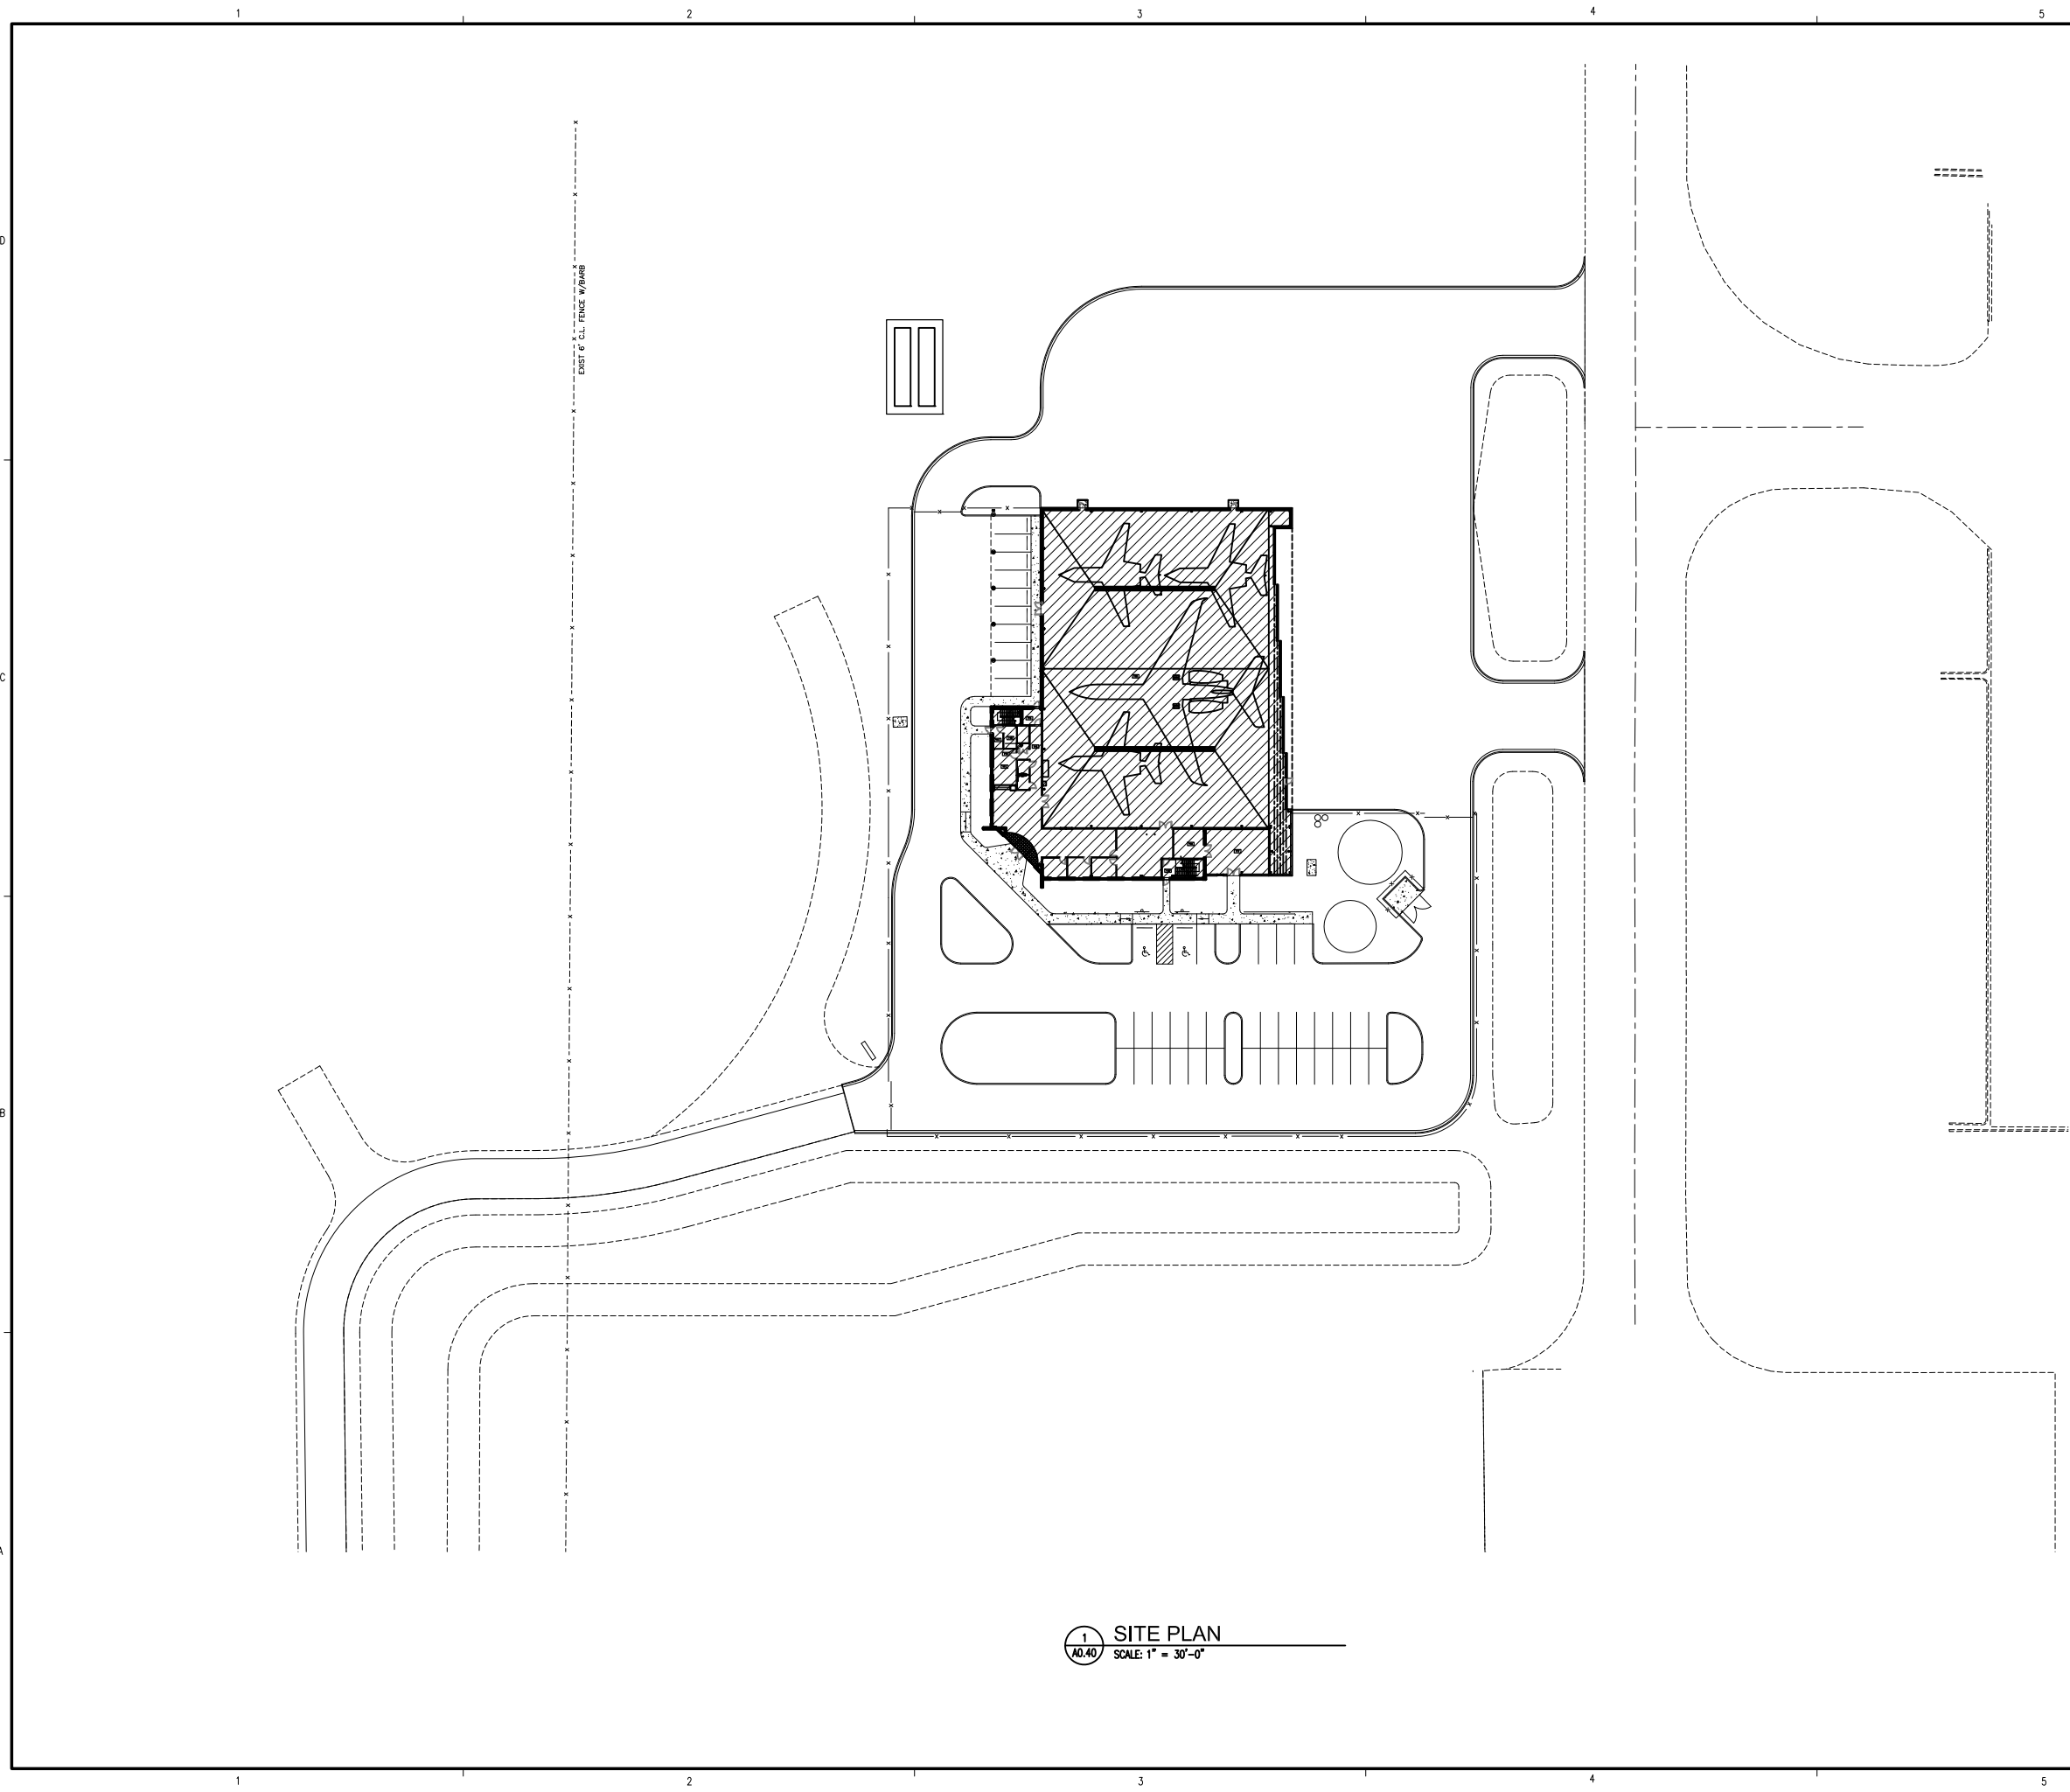 1 2 3 4 5
D
EXIST 6' C.L. FENCE W/BARB
C
B
A
1
A0.40
SITE PLAN
SCALE: 1" = 30'-0"
1 2 3 4 5